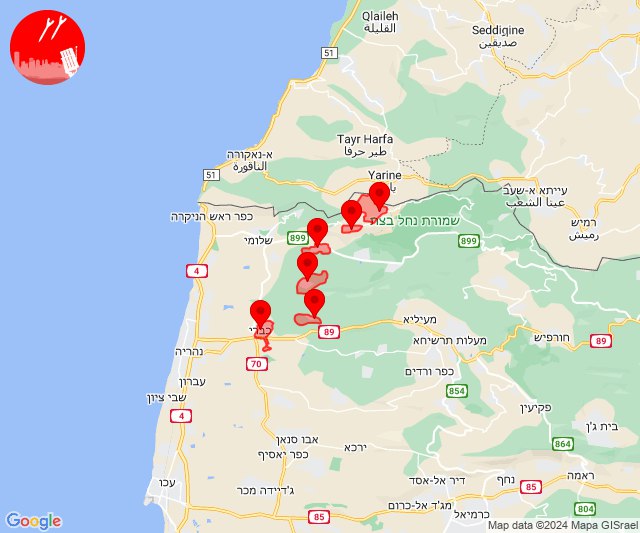 Qlaileh
القليلة
Seddigine
صديقين
51
Tayr Harfa
طير حرفا
א-נאקורה
الناقورة
51
Yarine
עייתא א-שעב
عيتا الشعب
רמיש
رميش
כפר ראש הניקרה
שמורת נחל בצת
899
שלומי
899
4
מעיליא
כברי
89
חורפיש
89
נהריה
מעלות תרשיחא
70
כפר ורדים
עברון
854
שבי ציון
4
פקיעין
בית ג'ן
אבו סנאן
ירכא
864
כפר יאסיף
ראמה
עכו
דיר אל-אסד
נחף
ג'דיידה מכר
85
מג'ד אל-כרום
85
804
כרמיאל
Google
Map data ©2024 Mapa GISrael